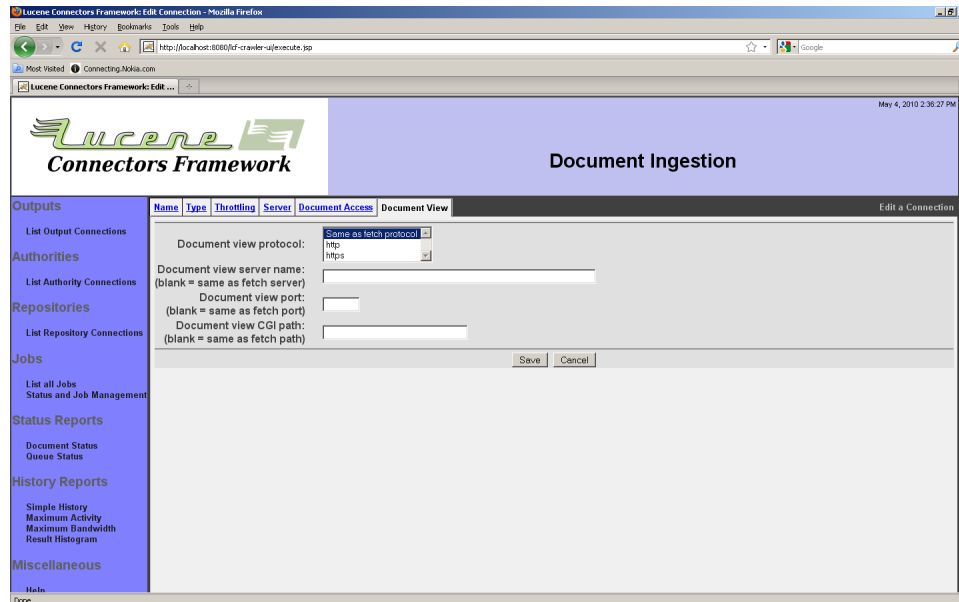 Lucene Connectors Framework: Edit Connection - Mozilla Firefox
File Edit View History Bookmarks Tools Help
http://localhost:8080/lcf-crawler-ui/execute.jsp
Google
Most Visited Connecting.Nokia.com
Lucene Connectors Framework: Edit ...
May 4, 2010 2:36:27 PM
Lucene
Connectors Framework
Document Ingestion
Outputs
List Output Connections
Authorities
List Authority Connections
Repositories
List Repository Connections
Jobs
List all Jobs
Status and Job Management
Status Reports
Document Status
Queue Status
History Reports
Simple History
Maximum Activity
Maximum Bandwidth
Result Histogram
Miscellaneous
Help
Name Type Throttling Server Document Access Document View Edit a Connection
Document view protocol:
Same as fetch protocol
http
https
Document view server name:
(blank = same as fetch server)
Document view port:
(blank = same as fetch port)
Document view CGI path:
(blank = same as fetch path)
Save Cancel
Done